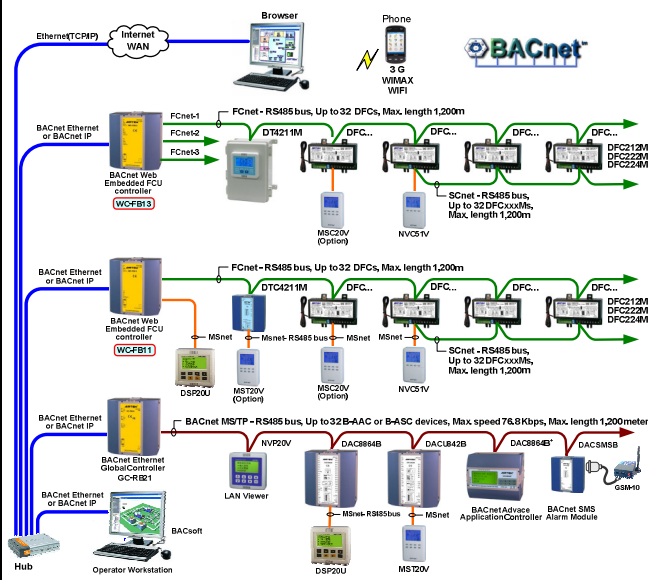 Browser
Phone
Ethernet(TCP/IP)
Internet
WAN
BACnet™
3 G
WIMAX
WIFI
FCnet-1
FCnet - RS485 bus, Up to 32 DFCs, Max. length 1,200m
BACnet Ethernet
or BACnet IP
FCnet-2
FCnet-3
DT4211M
DFC...
DFC...
DFC...
DFC...
DFC212M
DFC222M
DFC224M
BACnet Web
Embedded FCU
controller
WC-FB13
MSC20V
(Option)
NVC51V
SCnet - RS485 bus,
Up to 32 DFCxxxMs,
Max. length 1,200m
FCnet - RS485 bus, Up to 32 DFCs, Max. length 1,200m
BACnet Ethernet
or BACnet IP
DTC4211M
DFC...
DFC...
DFC...
DFC...
DFC212M
DFC222M
DFC224M
BACnet Web
Embedded FCU
controller
WC-FB11
MSnet
Msnet- RS485 bus
MSnet
MSnet
DSP20U
MST20V
(Option)
MSC20V
(Option)
NVC51V
SCnet - RS485 bus,
Up to 32 DFCxxxMs,
Max. length 1,200m
BACnet MS/TP - RS485 bus, Up to 32 B-AAC or B-ASC devices, Max. speed 76.8 Kbps, Max. length 1,200meter
BACnet Ethernet
or BACnet IP
NVP20V
DAC8864B
DACU842B
DAC8864B+
DACSMSB
BACnet Ethernet
GlobalController
GC-RB21
LAN Viewer
BACnet Advace
Application Controller
BACnet SMS
Alarm Module
GSM-10
BACnet Ethernet
or BACnet IP
BACsoft
MSnet- RS485 bus
MSnet
Hub
Operator Workstation
DSP20U
MST20V